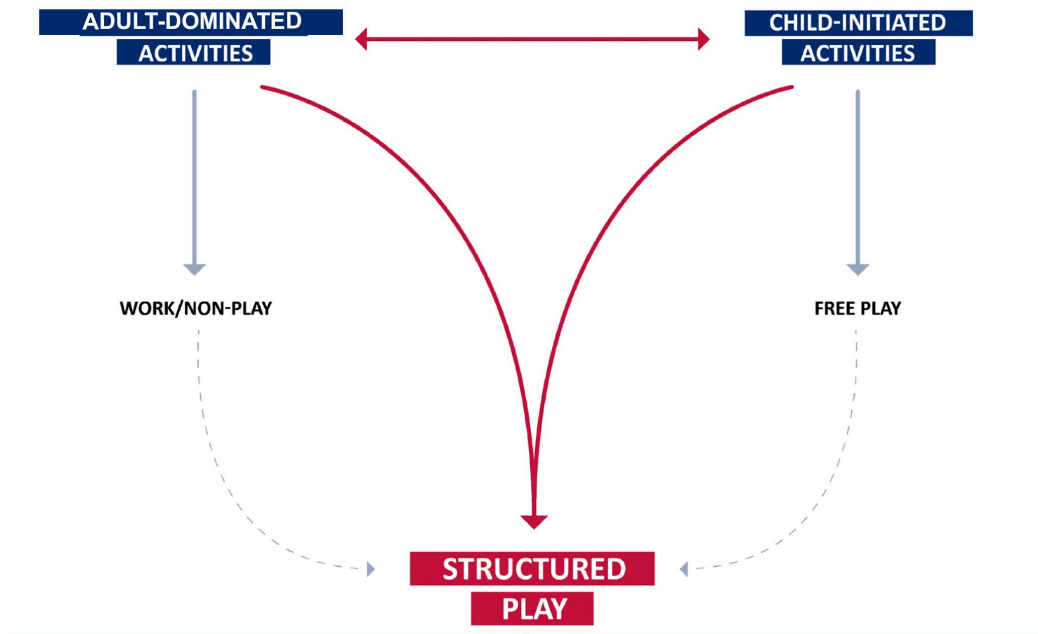 ADULT-DOMINATED
ACTIVITIES
CHILD-INITIATED
ACTIVITIES
WORK/NON-PLAY
FREE PLAY
STRUCTURED
PLAY